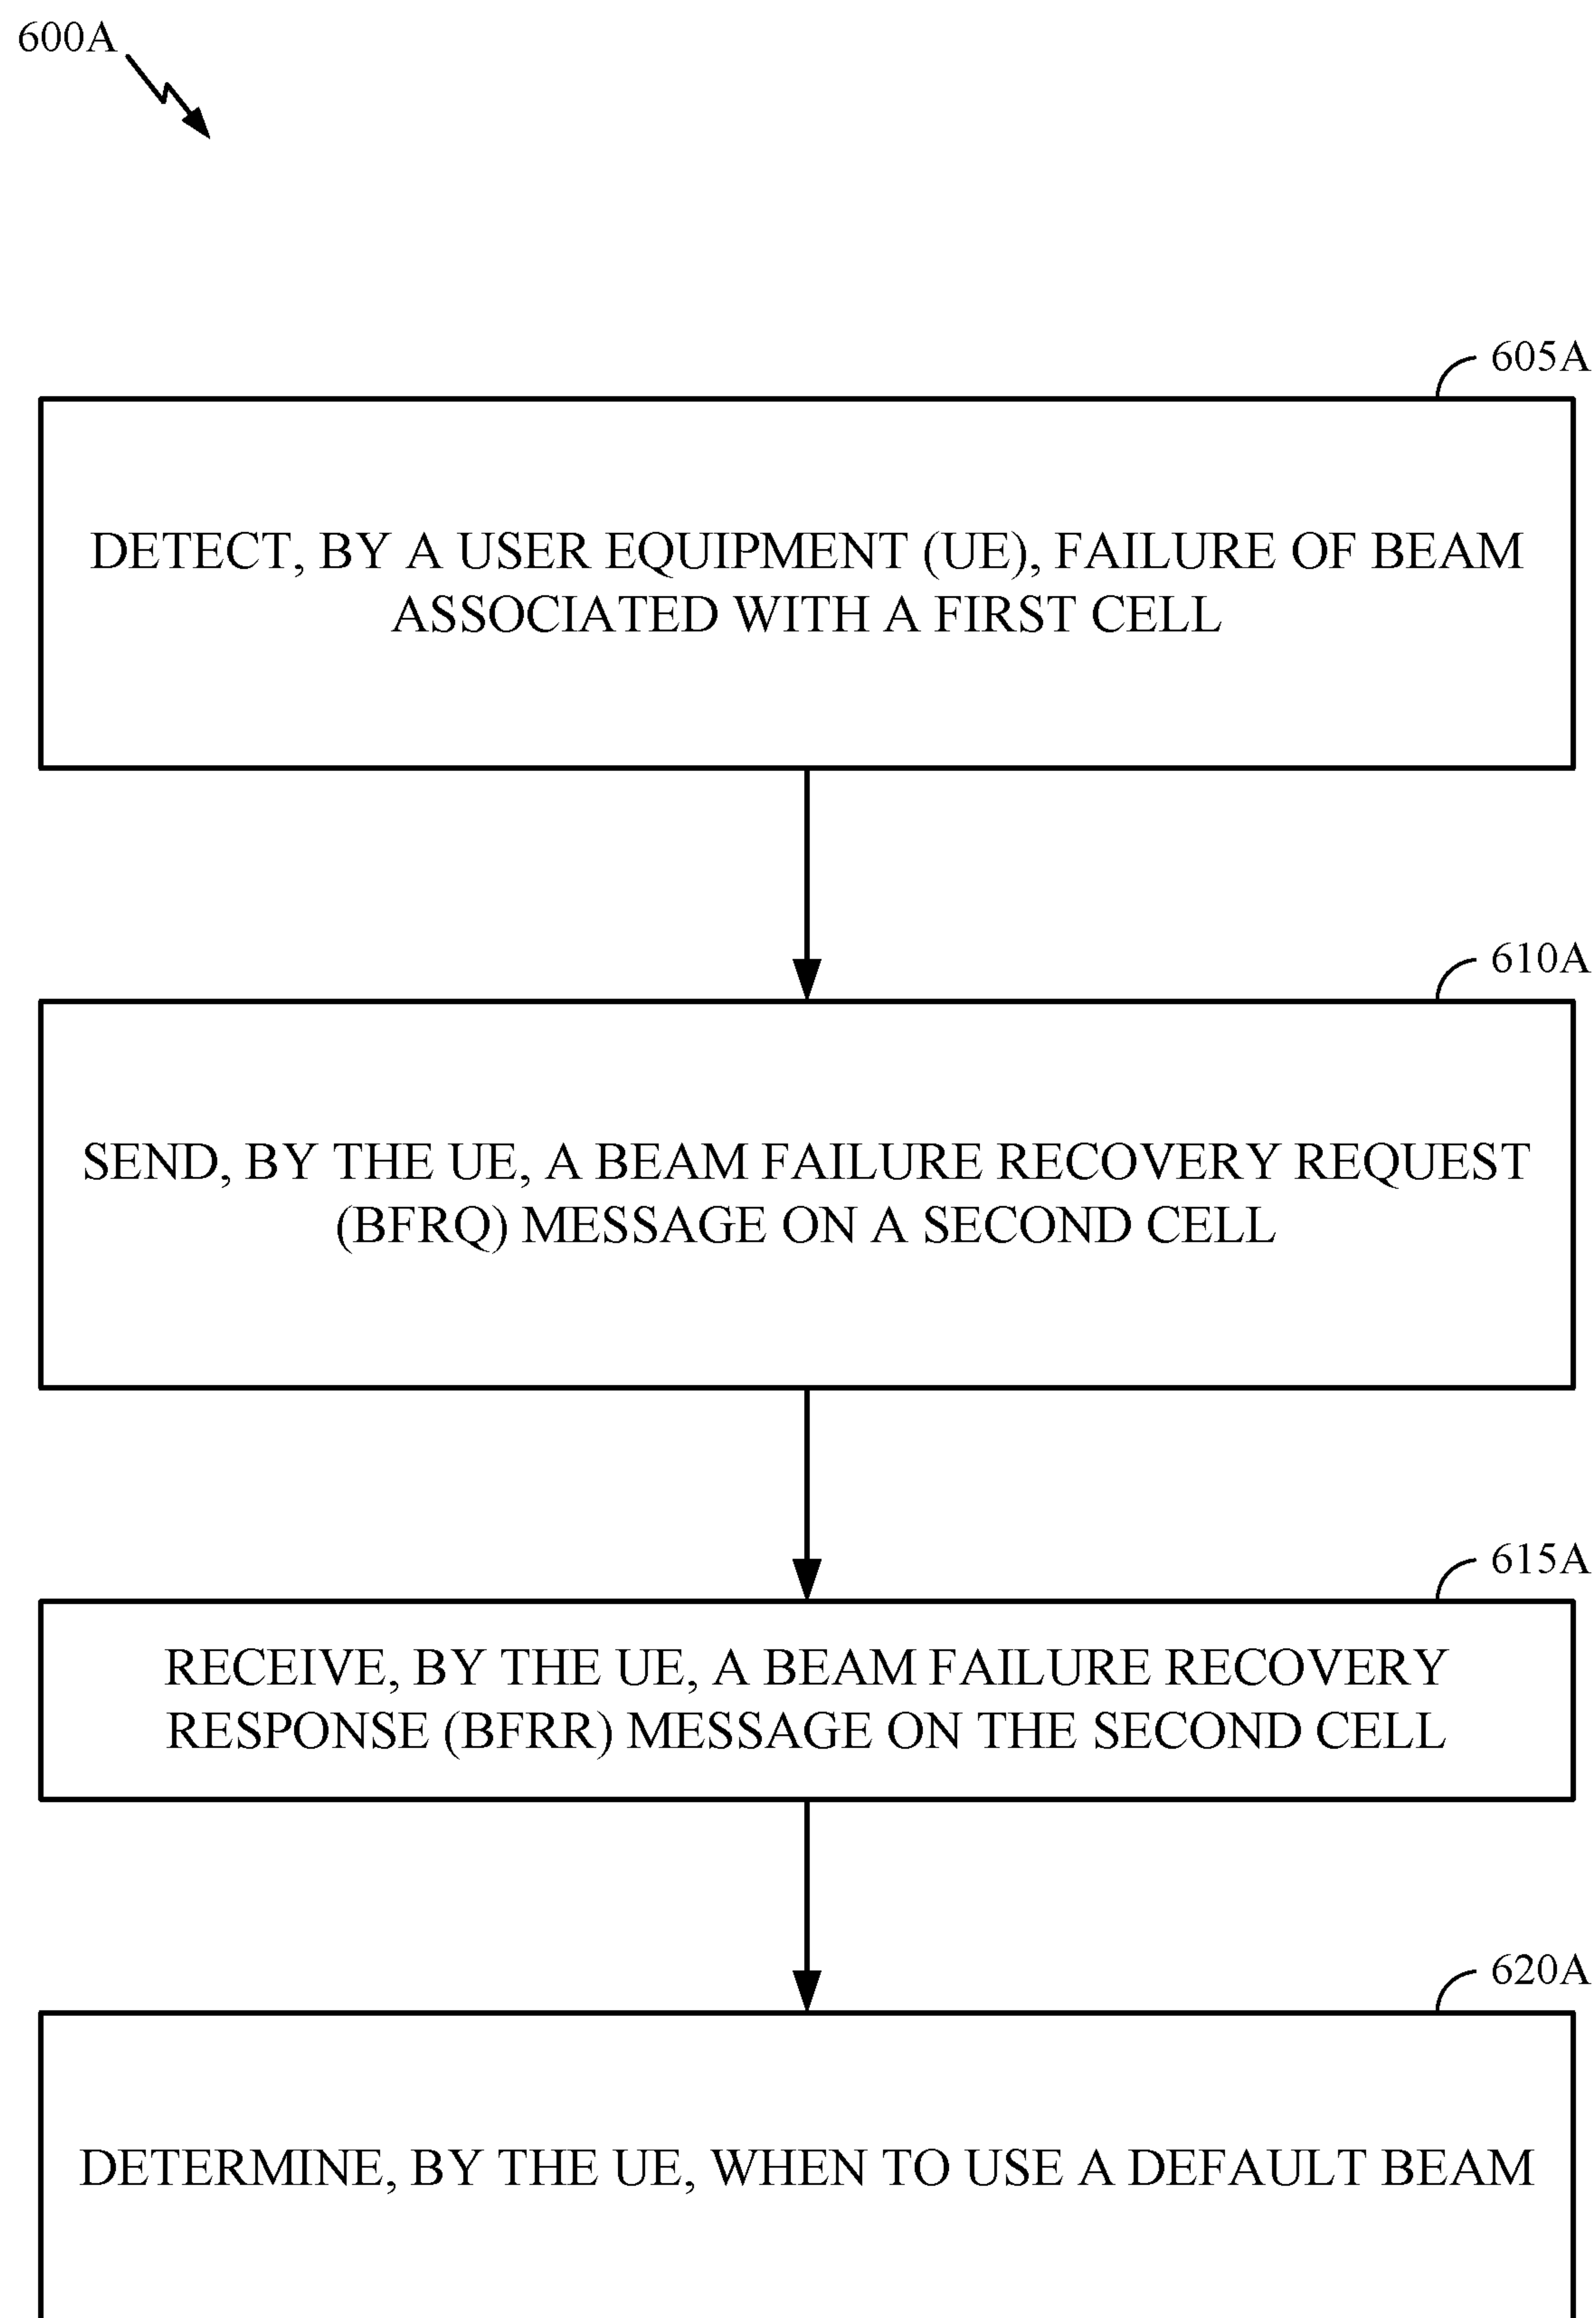 600A
605A
DETECT, BY A USER EQUIPMENT (UE), FAILURE OF BEAM
ASSOCIATED WITH A FIRST CELL
610A
SEND, BY THE UE, A BEAM FAILURE RECOVERY REQUEST
(BFRQ) MESSAGE ON A SECOND CELL
615A
RECEIVE, BY THE UE, A BEAM FAILURE RECOVERY
RESPONSE (BFRR) MESSAGE ON THE SECOND CELL
620A
DETERMINE, BY THE UE, WHEN TO USE A DEFAULT BEAM